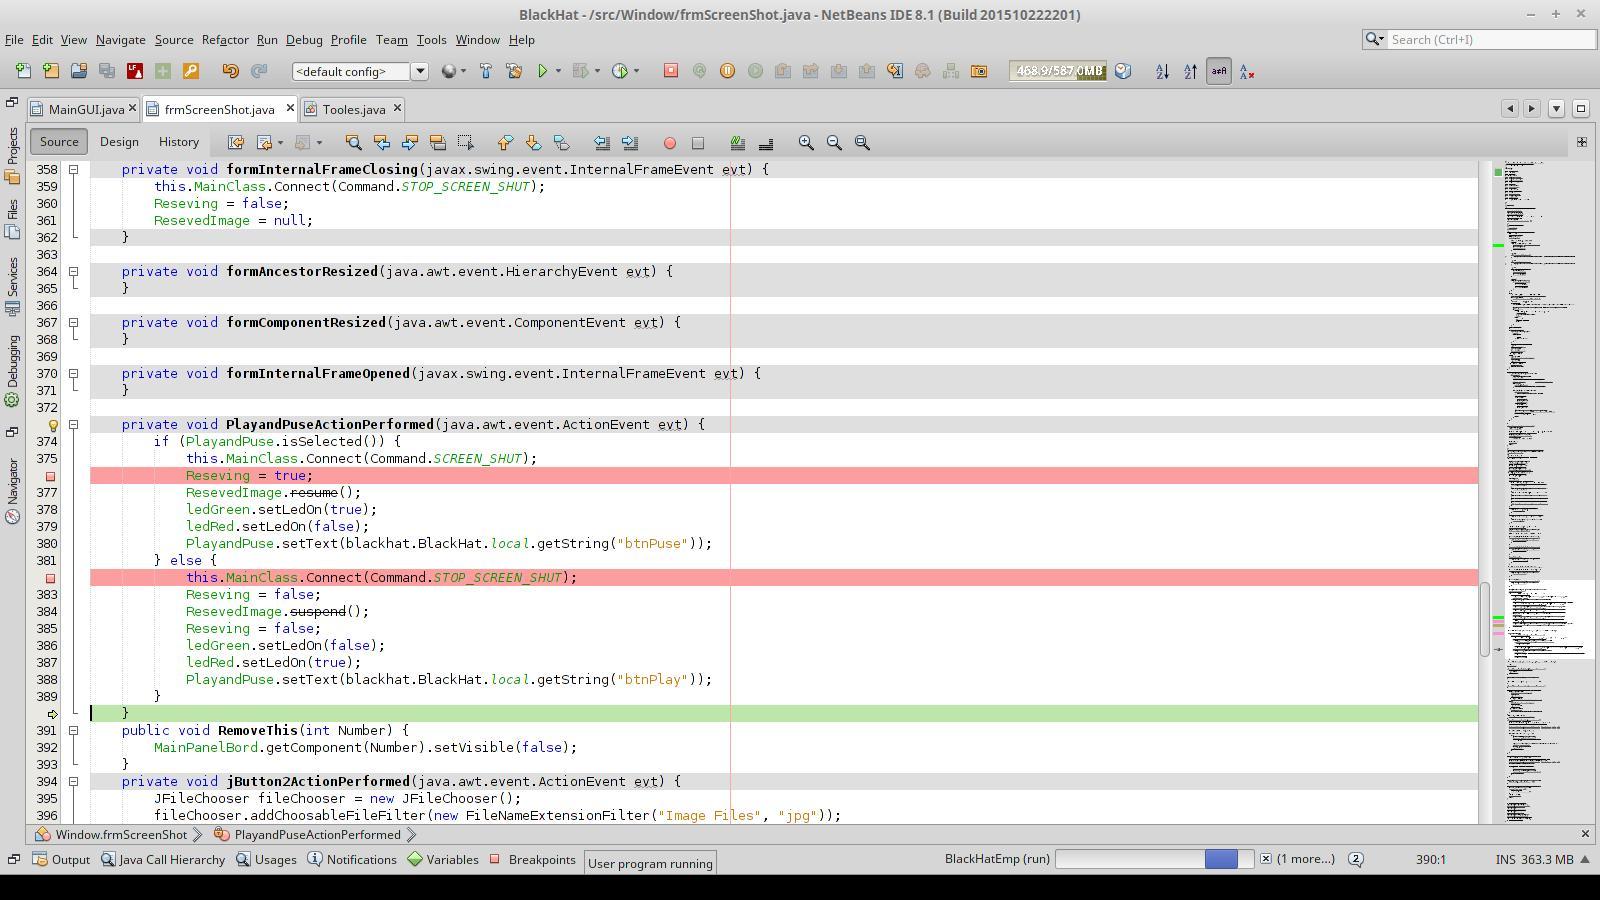 BlackHat - /src/Window/frmScreenShot.java - NetBeans IDE 8.1 (Build 201510222201)
File Edit View Navigate Source Refactor Run Debug Profile Team Tools Window Help
Search (Ctrl+I)
<default config>
468.9/587.0MB
MainGUI.java frmScreenShot.java Tooles.java
Source Design History
Projects
Files
Services
Debugging
Navigator
358 private void formInternalFrameClosing(javax.swing.event.InternalFrameEvent evt) {
359 this.MainClass.Connect(Command.STOP_SCREEN_SHUT);
360 Reseving = false;
361 ResevedImage = null;
362 }
363
364 private void formAncestorResized(java.awt.event.HierarchyEvent evt) {
365 }
366
367 private void formComponentResized(java.awt.event.ComponentEvent evt) {
368 }
369
370 private void formInternalFrameOpened(javax.swing.event.InternalFrameEvent evt) {
371 }
372
private void PlayandPuseActionPerformed(java.awt.event.ActionEvent evt) {
374 if (PlayandPuse.isSelected()) {
375 this.MainClass.Connect(Command.SCREEN_SHUT);
Reseving = true;
377 ResevedImage.resume();
378 ledGreen.setLedOn(true);
379 ledRed.setLedOn(false);
380 PlayandPuse.setText(blackhat.BlackHat.local.getString("btnPuse"));
381 } else {
this.MainClass.Connect(Command.STOP_SCREEN_SHUT);
383 Reseving = false;
384 ResevedImage.suspend();
385 Reseving = false;
386 ledGreen.setLedOn(false);
387 ledRed.setLedOn(true);
388 PlayandPuse.setText(blackhat.BlackHat.local.getString("btnPlay"));
389 }
}
391 public void RemoveThis(int Number) {
392 MainPanelBord.getComponent(Number).setVisible(false);
393 }
394 private void jButton2ActionPerformed(java.awt.event.ActionEvent evt) {
395 JFileChooser fileChooser = new JFileChooser();
396 fileChooser.addChoosableFileFilter(new FileNameExtensionFilter("Image Files", "jpg"));
Window.frmScreenShot PlayandPuseActionPerformed
Output Java Call Hierarchy Usages Notifications Variables Breakpoints User program running BlackHatEmp (run) (1 more...) 2 390:1 INS 363.3 MB